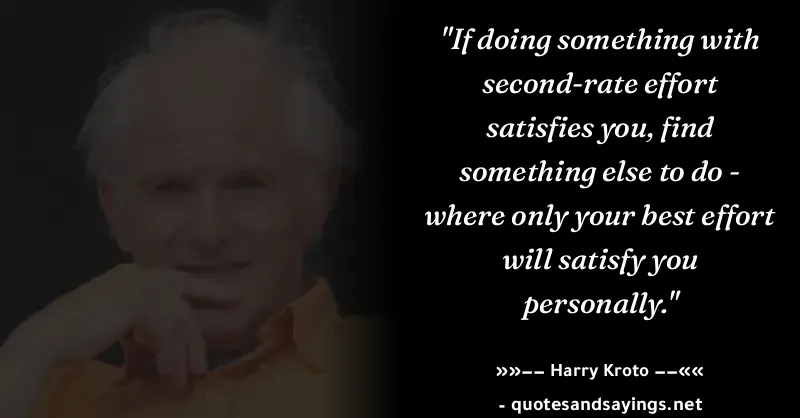 "If doing something with
second-rate effort
satisfies you, find
something else to do -
where only your best effort
will satisfy you
personally."
»»-- Harry Kroto --««
- quotesandsayings.net